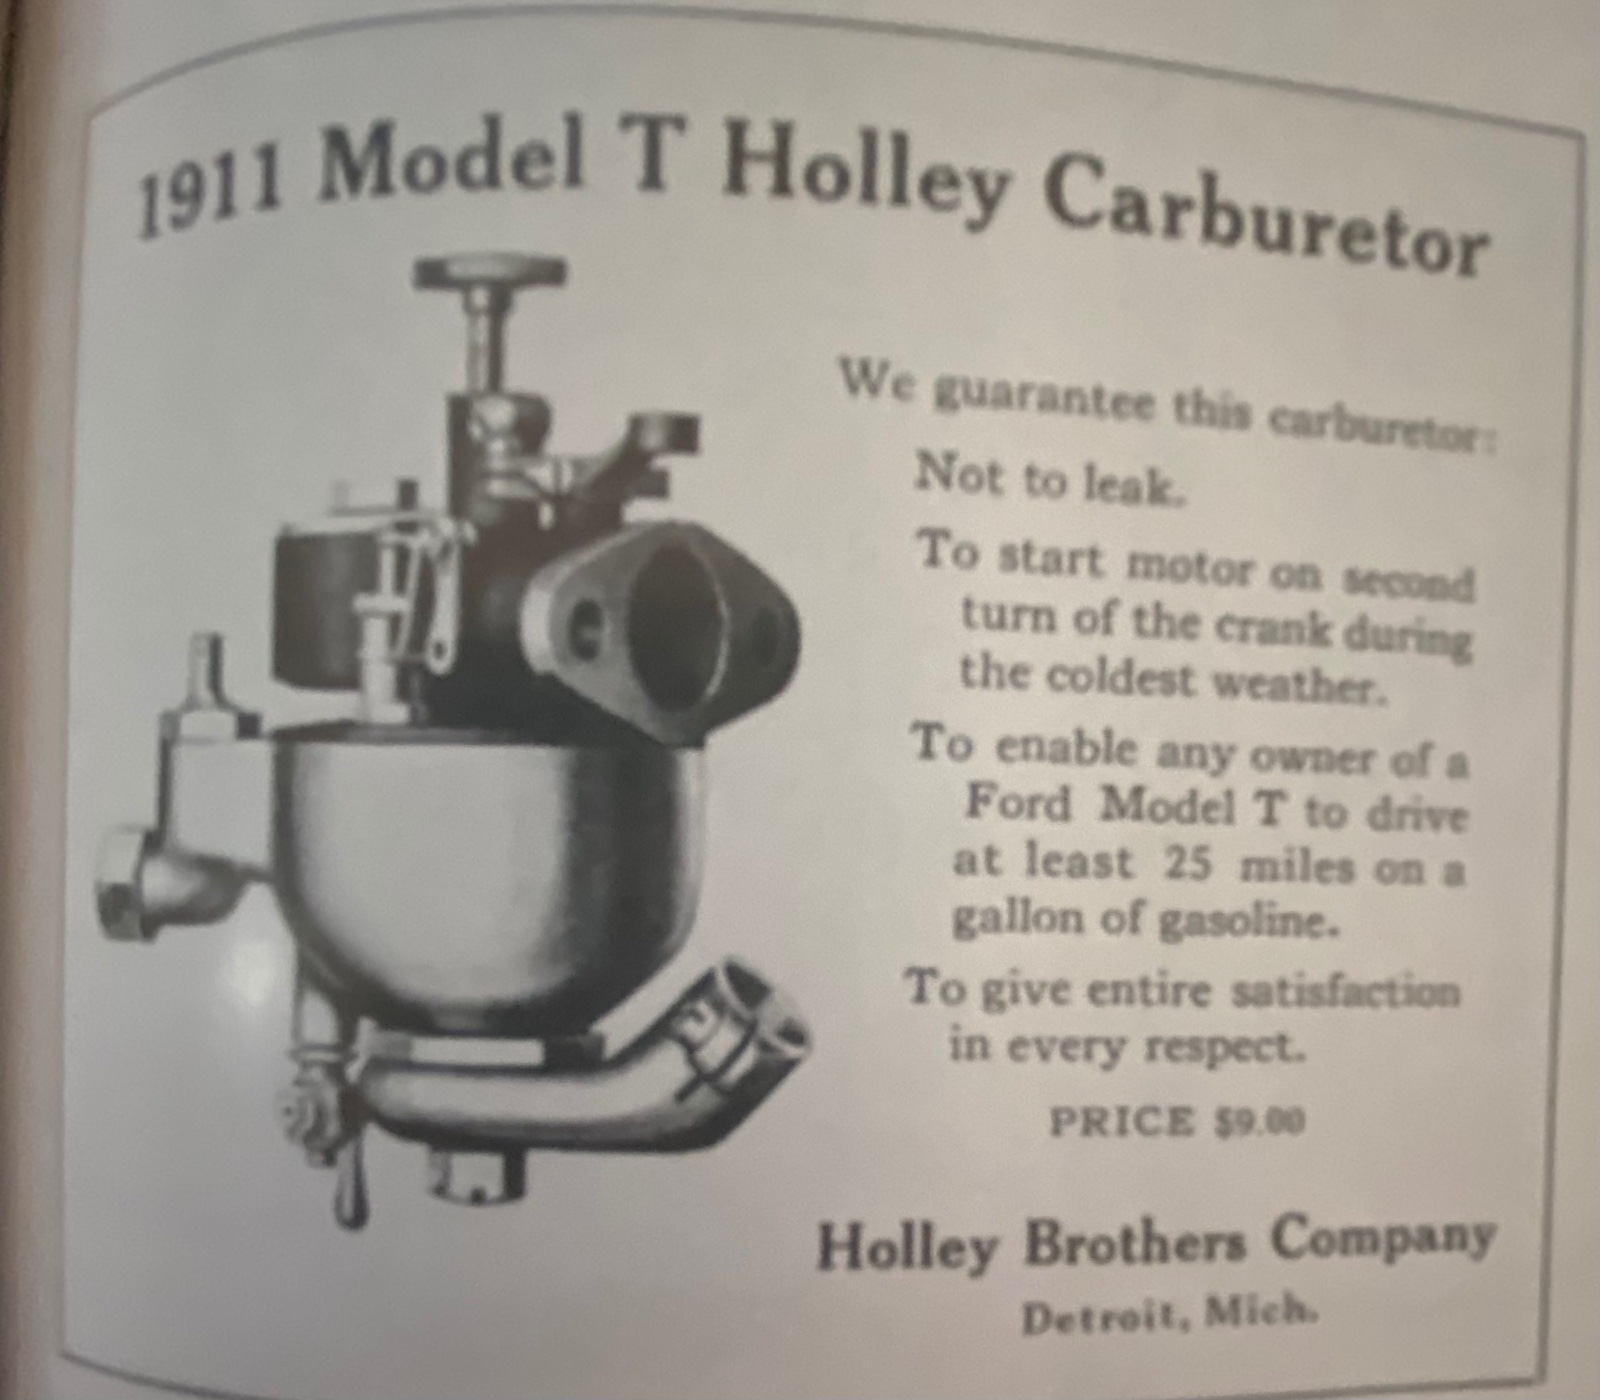 1911 Model T Holley Carburetor
We guarantee this carburetor:
Not to leak.
To start motor on second
turn of the crank during
the coldest weather.
To enable any owner of a
Ford Model T to drive
at least 25 miles on a
gallon of gasoline.
To give entire satisfaction
in every respect.
PRICE $9.00
Holley Brothers Company
Detroit, Mich.